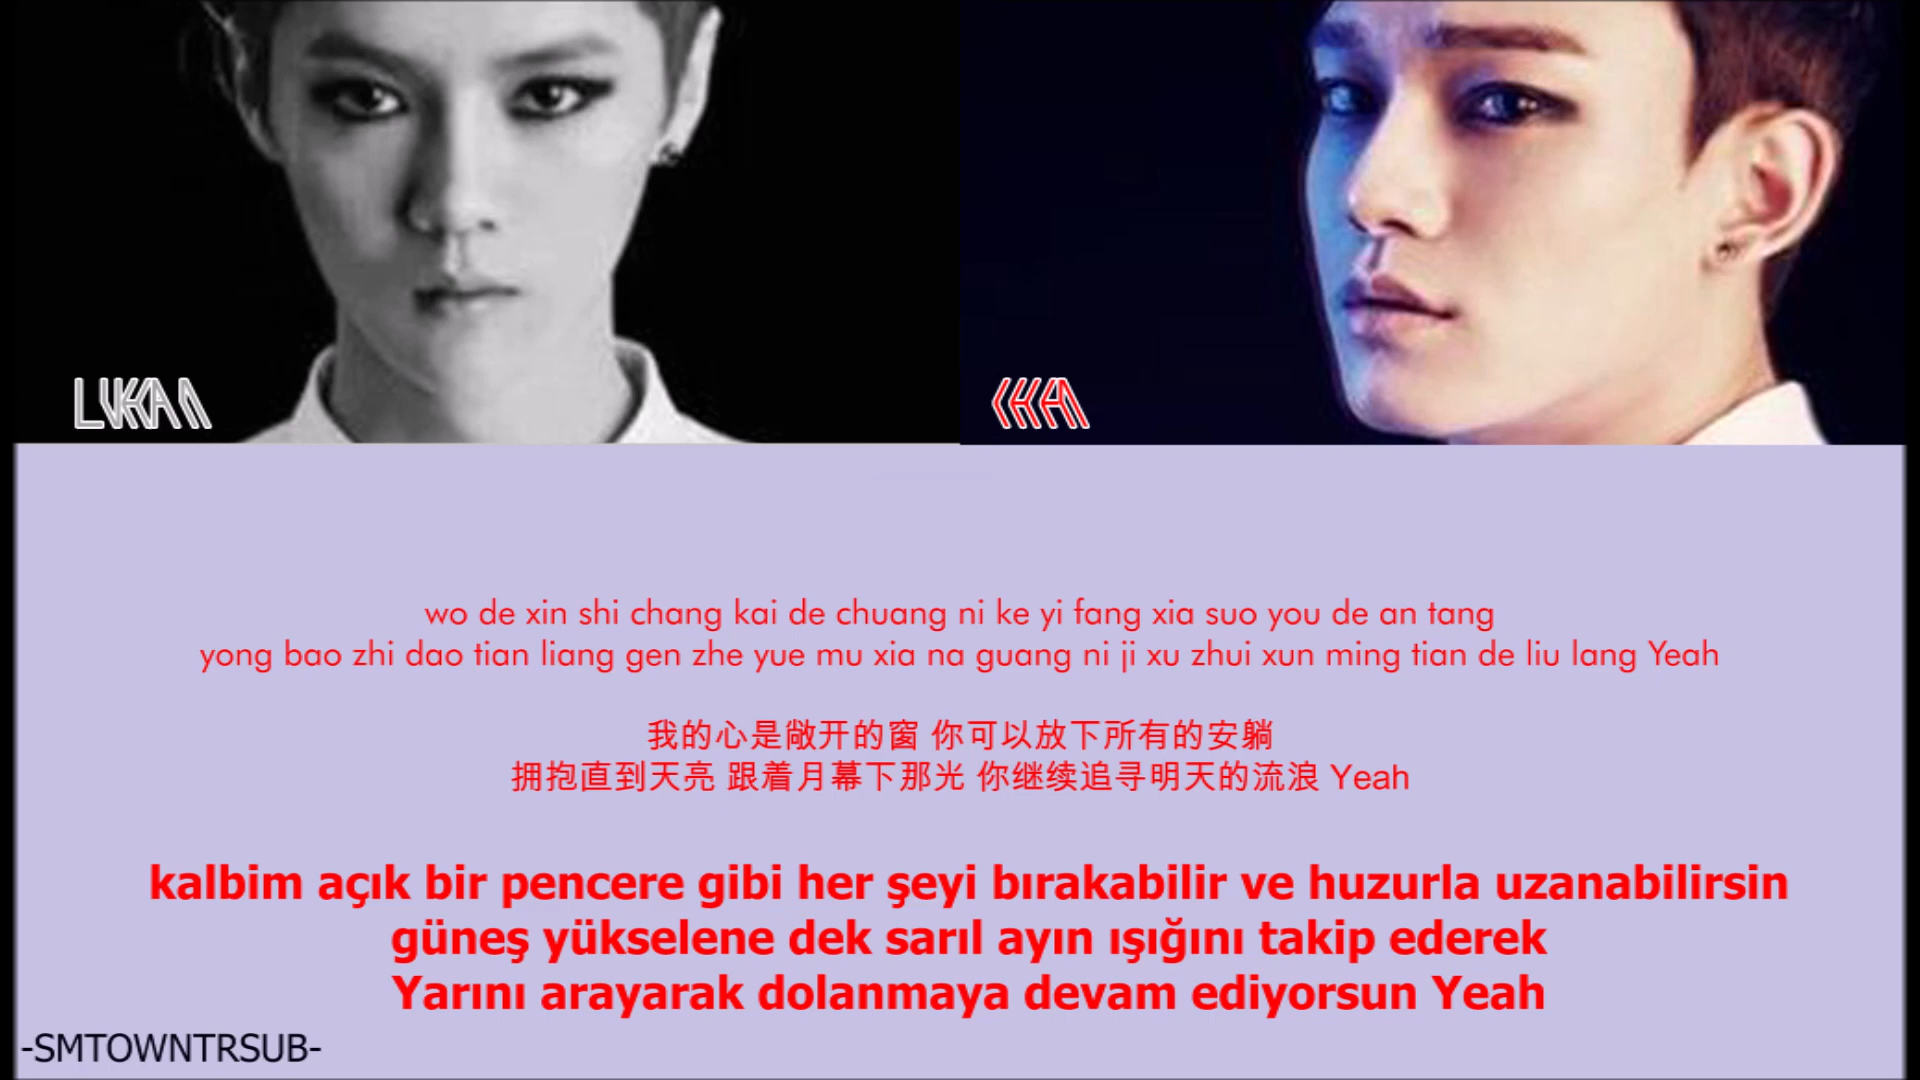 LUHAN
CHEN
wo de xin shi chang kai de chuang ni ke yi fang xia suo you de an tang
yong bao zhi dao tian liang gen zhe yue mu xia na guang ni ji xu zhui xun ming tian de liu lang Yeah
我的心是敞开的窗 你可以放下所有的安躺
拥抱直到天亮 跟着月幕下那光 你继续追寻明天的流浪 Yeah
kalbim açık bir pencere gibi her şeyi bırakabilir ve huzurla uzanabilirsin
güneş yükselene dek sarıl ayın ışığını takip ederek
Yarını arayarak dolanmaya devam ediyorsun Yeah
-SMTOWNTRSUB-